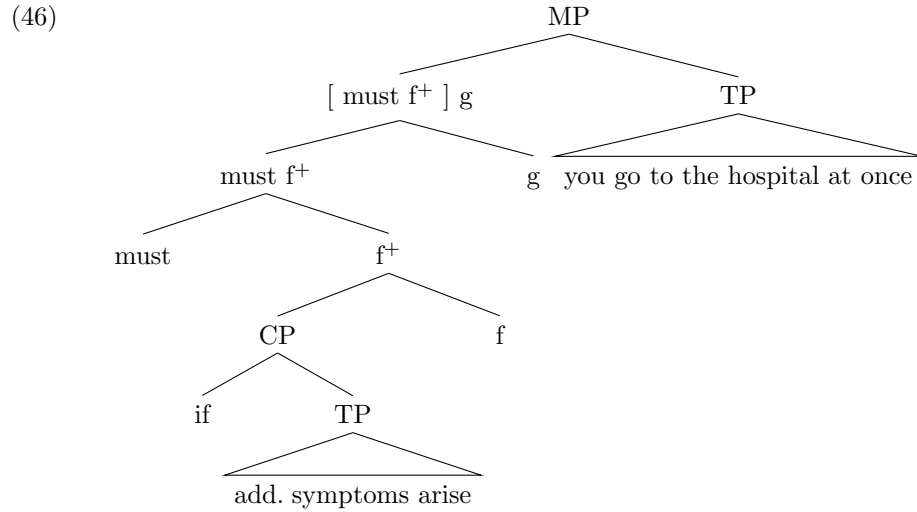 (46)
MP
[ must f⁺ ] g
TP
must f⁺
g
you go to the hospital at once
must
f⁺
CP
f
if
TP
add. symptoms arise